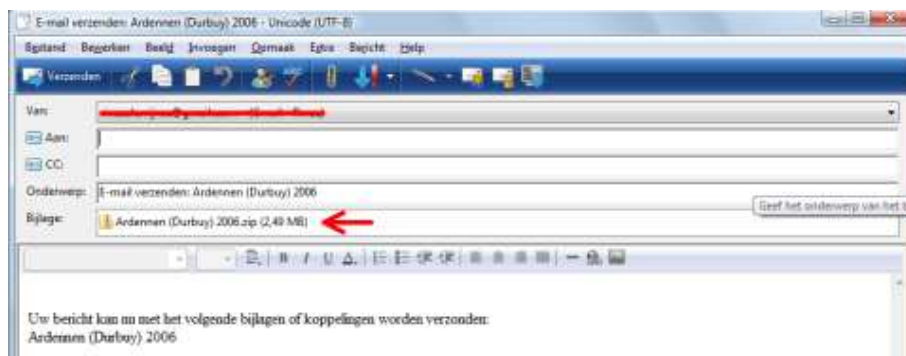 E-mail verzenden: Ardennen (Durbuy) 2006 - Unicode (UTF-8)
Bestand Bewerken Beeld Invoegen Opmaak Extra Bericht Help
Verzenden
Van:
Aan:
CC:
Onderwerp: E-mail verzenden: Ardennen (Durbuy) 2006
Geef het onderwerp van het
Bijlage: Ardennen (Durbuy) 2006.zip (2,49 MB)
B I U A
Uw bericht kan nu met het volgende bijlagen of koppelingen worden verzonden:
Ardennen (Durbuy) 2006